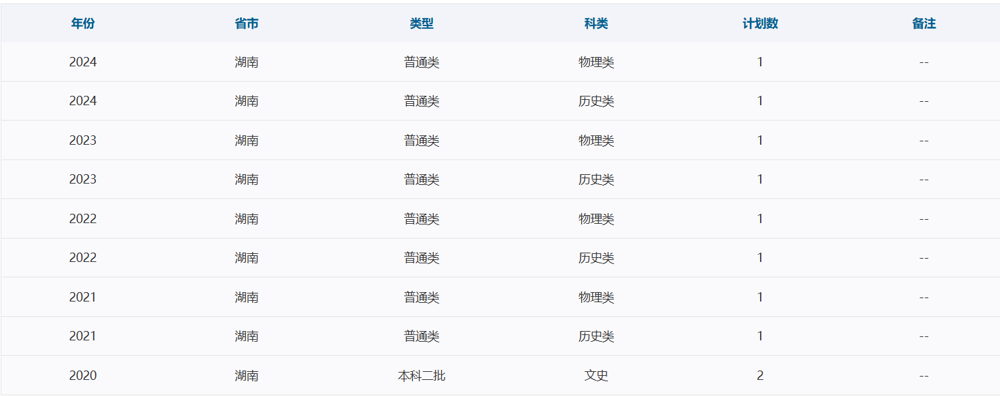 年份 省市 类型 科类 计划数 备注
2024 湖南 普通类 物理类 1 --
2024 湖南 普通类 历史类 1 --
2023 湖南 普通类 物理类 1 --
2023 湖南 普通类 历史类 1 --
2022 湖南 普通类 物理类 1 --
2022 湖南 普通类 历史类 1 --
2021 湖南 普通类 物理类 1 --
2021 湖南 普通类 历史类 1 --
2020 湖南 本科二批 文史 2 --